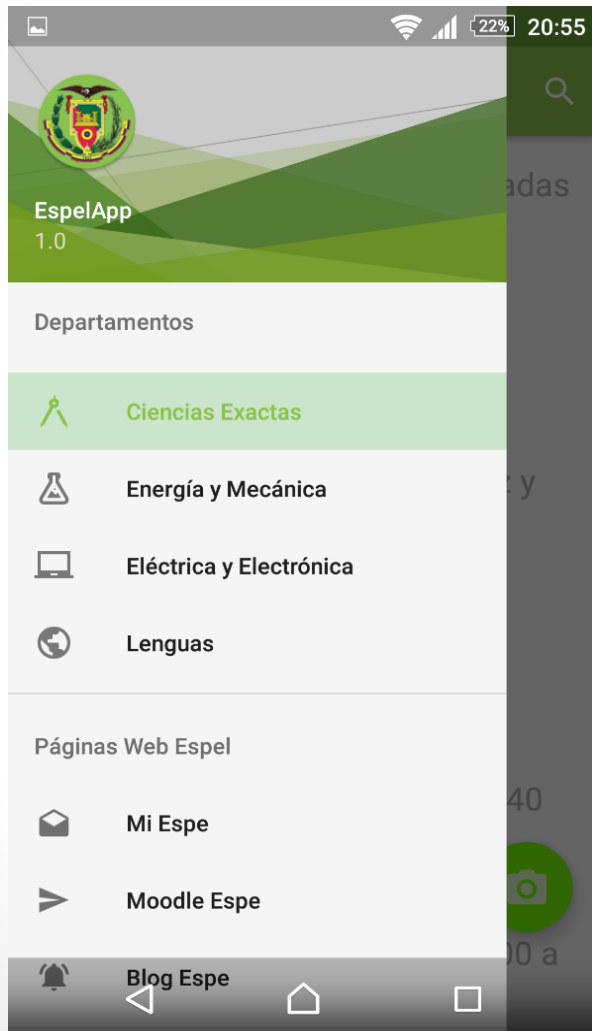 22% 20:55
adas
EspelApp
1.0
Departamentos
Ciencias Exactas
Energía y Mecánica
y
Eléctrica y Electrónica
Lenguas
Páginas Web Espel
40
Mi Espe
Moodle Espe
00 a
Blog Espe